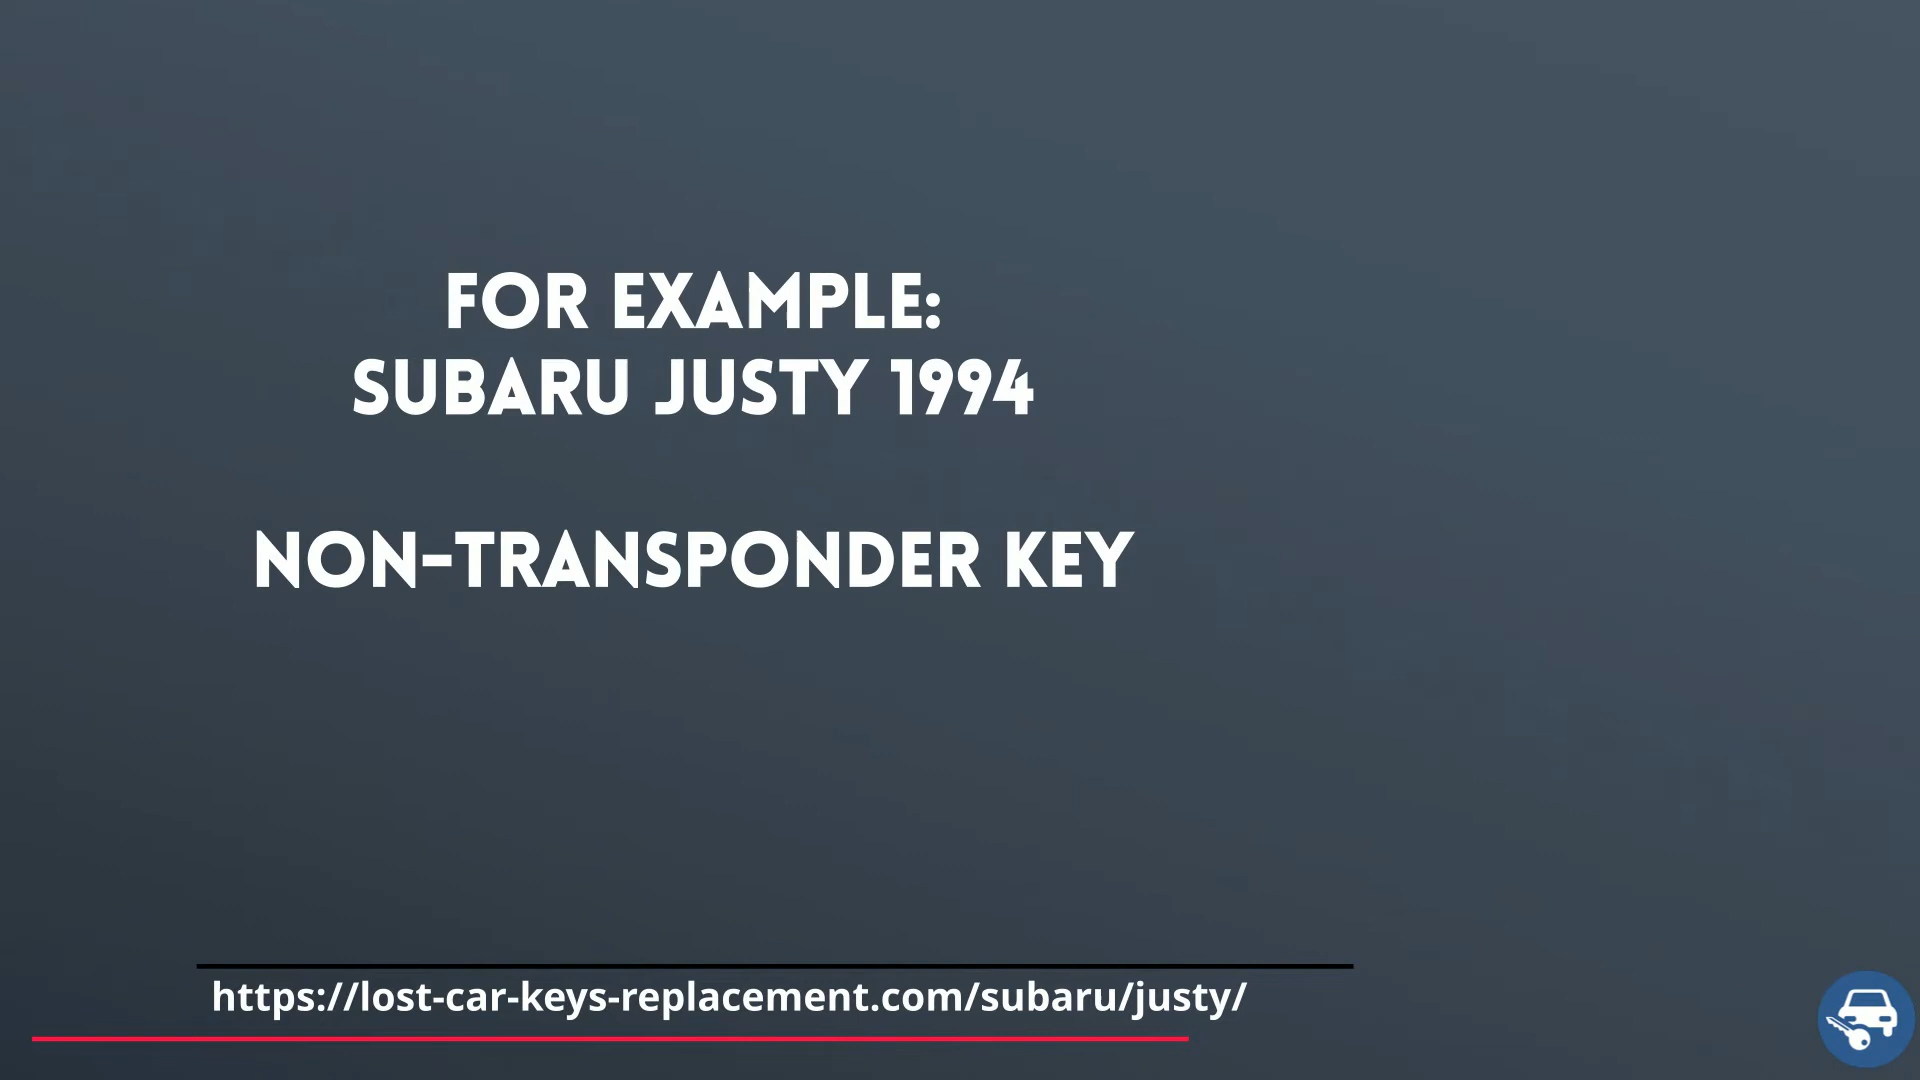 FOR EXAMPLE:
SUBARU JUSTY 1994
NON-TRANSPONDER KEY
https://lost-car-keys-replacement.com/subaru/justy/